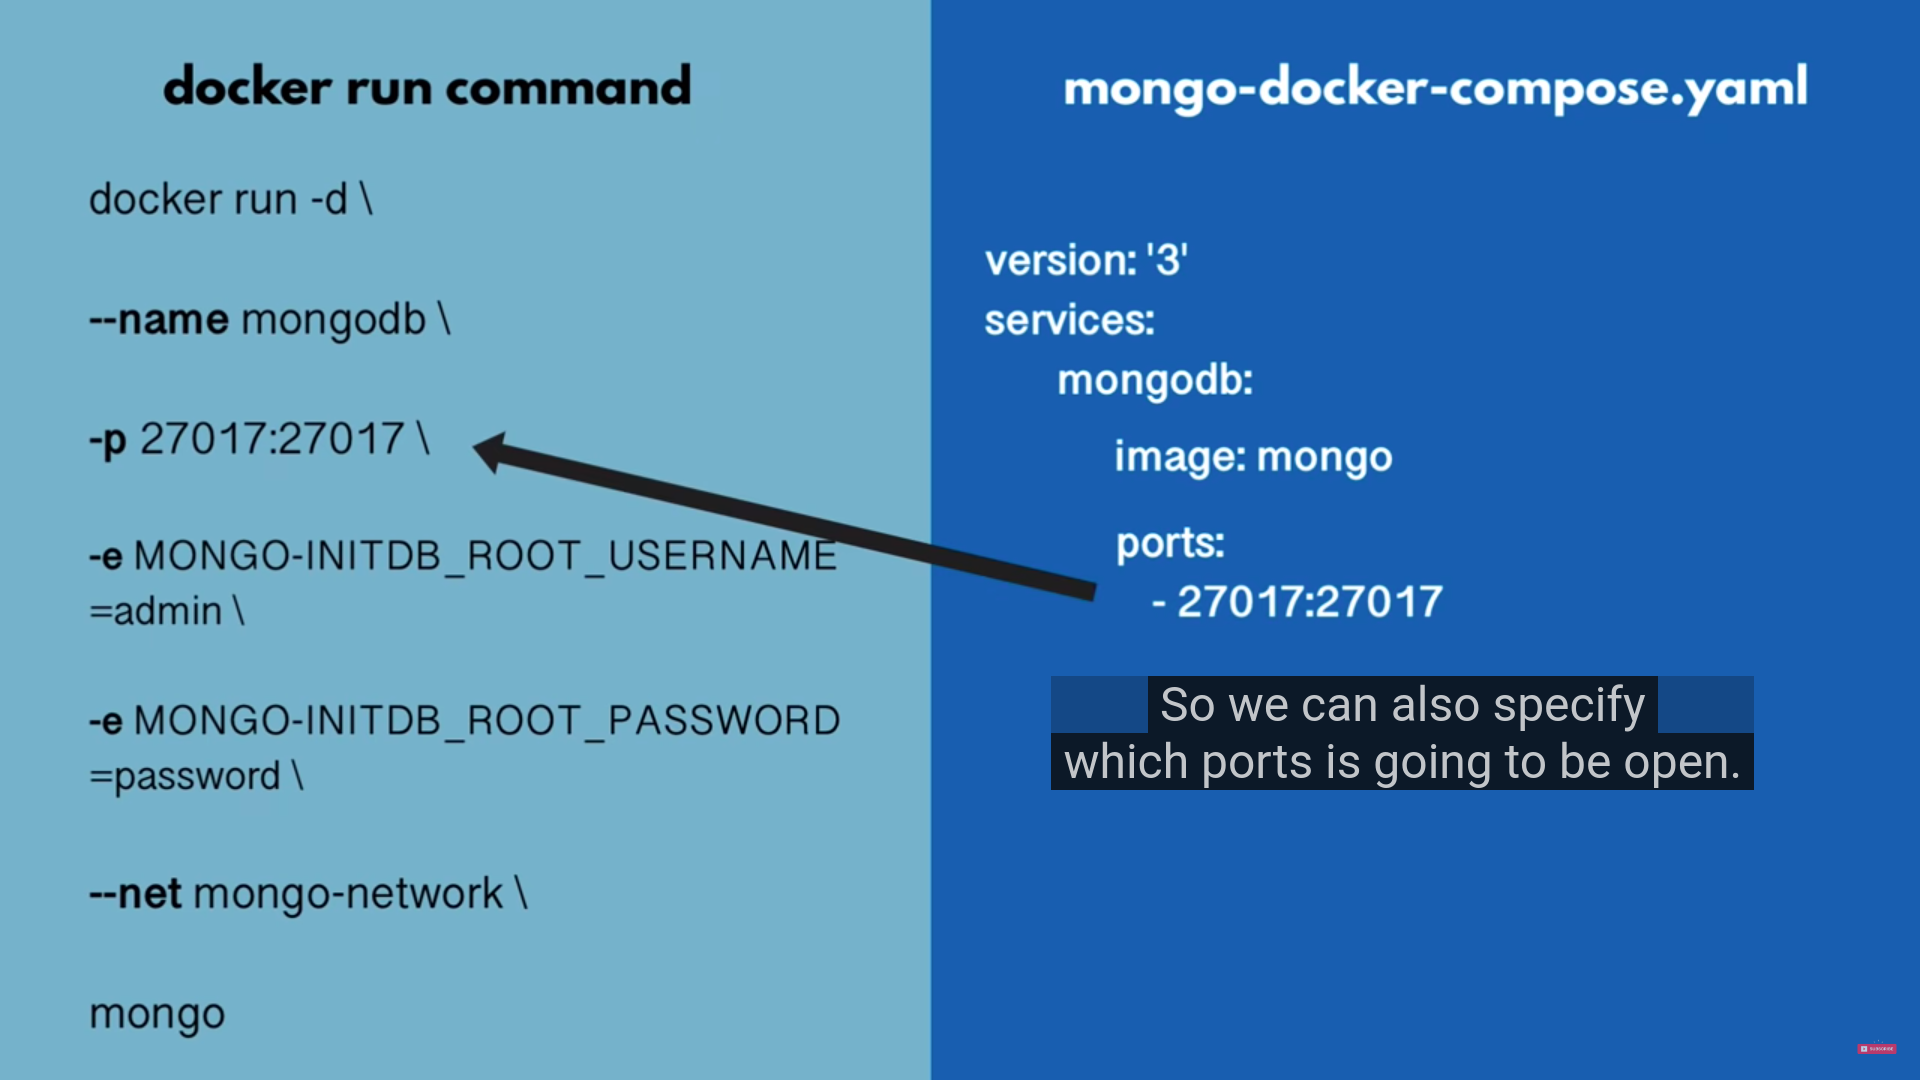 docker run command
docker run -d \
--name mongodb \
-p 27017:27017 \
-e MONGO-INITDB_ROOT_USERNAME
=admin \
-e MONGO-INITDB_ROOT_PASSWORD
=password \
--net mongo-network \
mongo
mongo-docker-compose.yaml
version: '3'
services:
mongodb:
image: mongo
ports:
- 27017:27017
So we can also specify
which ports is going to be open.
SUBSCRIBE